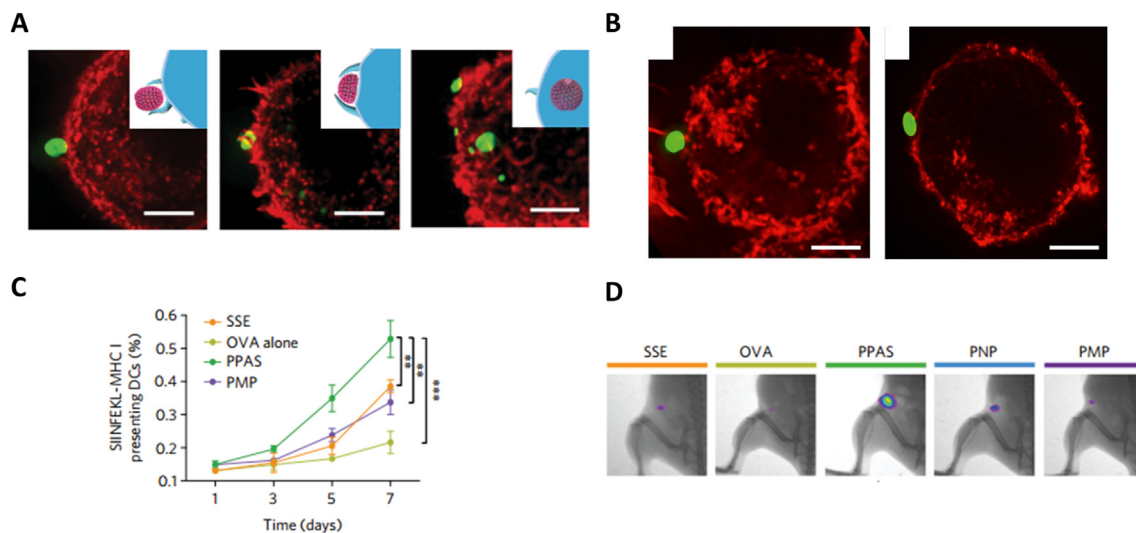 A
B
C
SIINFEKL-MHC I
presenting DCs (%)
0.6
0.5
0.4
0.3
0.2
0.1
SSE
OVA alone
PPAS
PMP
**
**
***
1 3 5 7
Time (days)
D
SSE OVA PPAS PNP PMP